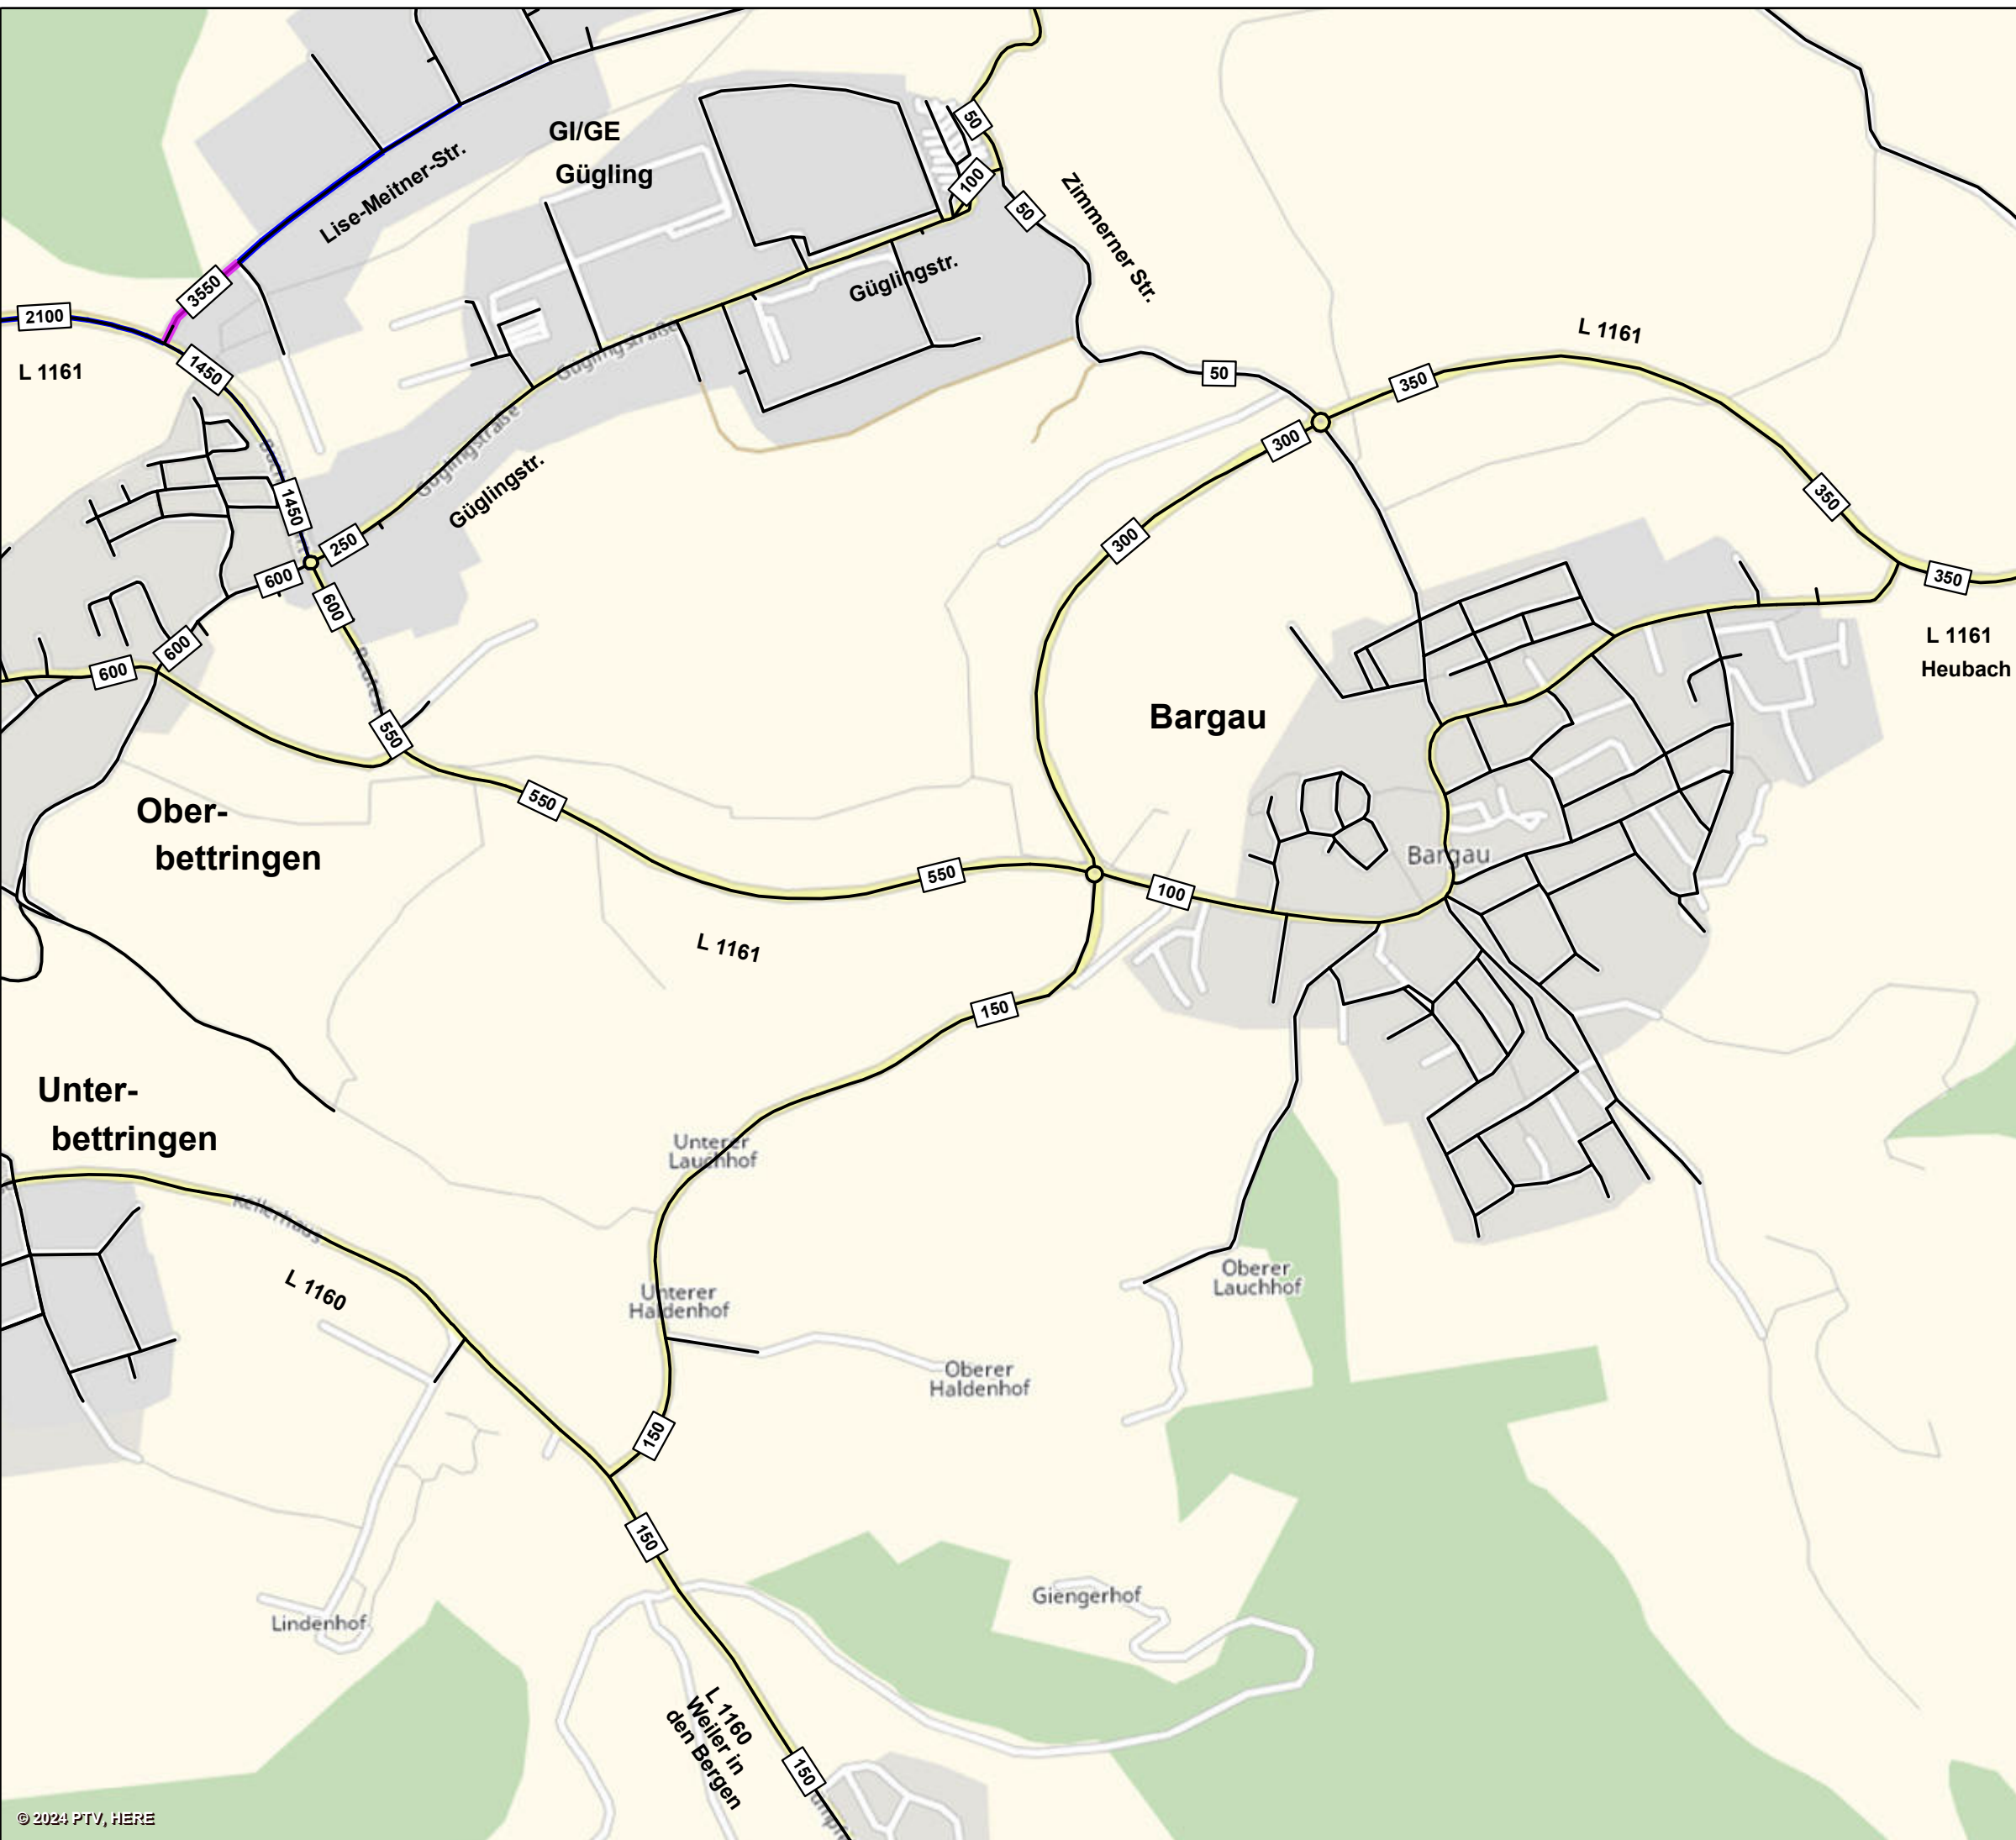 50
GI/GE
Gügling
Lise-Meitner-Str.
100
Zimmerner Str.
50
3550
Güglingstr.
2100
L 1161
1450
L 1161
50
350
Güglingstraße
300
Güglingstraße
Güglingstr.
1450
350
300
250
600
600
350
L 1161
Heubach
600
600
Bargau
550
550
Ober-
bettringen
Bargau
550
100
L 1161
150
Unter-
bettringen
Unterer
Lauchhof
Kellerhaus
L 1160
Unterer
Haldenhof
Oberer
Lauchhof
Oberer
Haldenhof
150
150
Giengerhof
Lindenhof
L 1160
Weiler in
den Bergen
150
© 2024 PTV, HERE